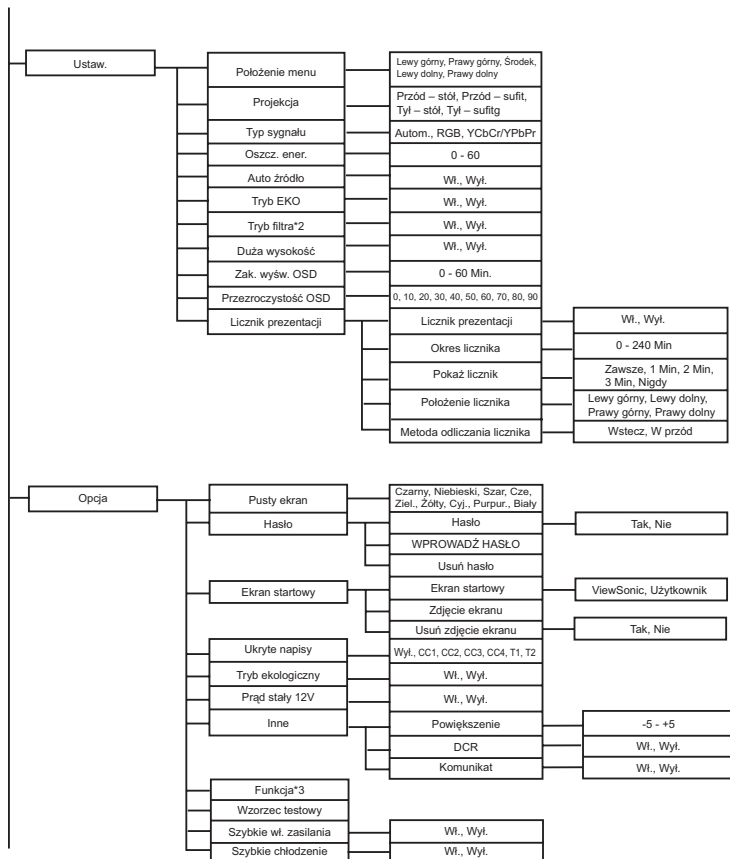 Ustaw.
Położenie menu
Lewy górny, Prawy górny, Środek,
Lewy dolny, Prawy dolny
Projekcja
Przód – stół, Przód – sufit,
Tył – stół, Tył – sufitg
Typ sygnału
Autom., RGB, YCbCr/YPbPr
Oszcz. ener.
0 - 60
Auto źródło
Wł., Wył.
Tryb EKO
Wł., Wył.
Tryb filtra*2
Wł., Wył.
Duża wysokość
Wł., Wył.
Zak. wyśw. OSD
0 - 60 Min.
Przezroczystość OSD
0, 10, 20, 30, 40, 50, 60, 70, 80, 90
Licznik prezentacji
Licznik prezentacji
Wł., Wył.
Okres licznika
0 - 240 Min
Pokaż licznik
Zawsze, 1 Min, 2 Min,
3 Min, Nigdy
Położenie licznika
Lewy górny, Lewy dolny,
Prawy górny, Prawy dolny
Metoda odliczania licznika
Wstecz, W przód
Opcja
Pusty ekran
Czarny, Niebieski, Szar, Cze,
Ziel., Żółty, Cyj., Purpur., Biały
Hasło
Hasło
Tak, Nie
WPROWADŹ HASŁO
Usuń hasło
Ekran startowy
Ekran startowy
ViewSonic, Użytkownik
Zdjęcie ekranu
Usuń zdjęcie ekranu
Tak, Nie
Ukryte napisy
Wył., CC1, CC2, CC3, CC4, T1, T2
Tryb ekologiczny
Wł., Wył.
Prąd stały 12V
Wł., Wył.
Inne
Powiększenie
-5 - +5
DCR
Wł., Wył.
Komunikat
Wł., Wył.
Funkcja*3
Wzorzec testowy
Szybkie wł. zasilania
Wł., Wył.
Szybkie chłodzenie
Wł., Wył.